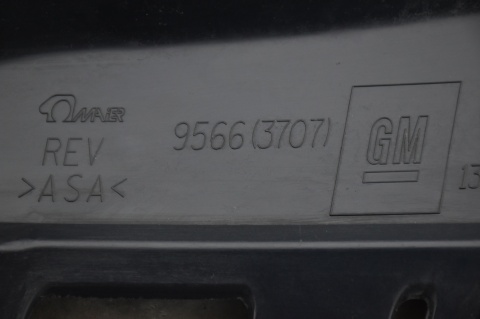 MAIER
REV
>ASA<
9566(3707)
GM
13